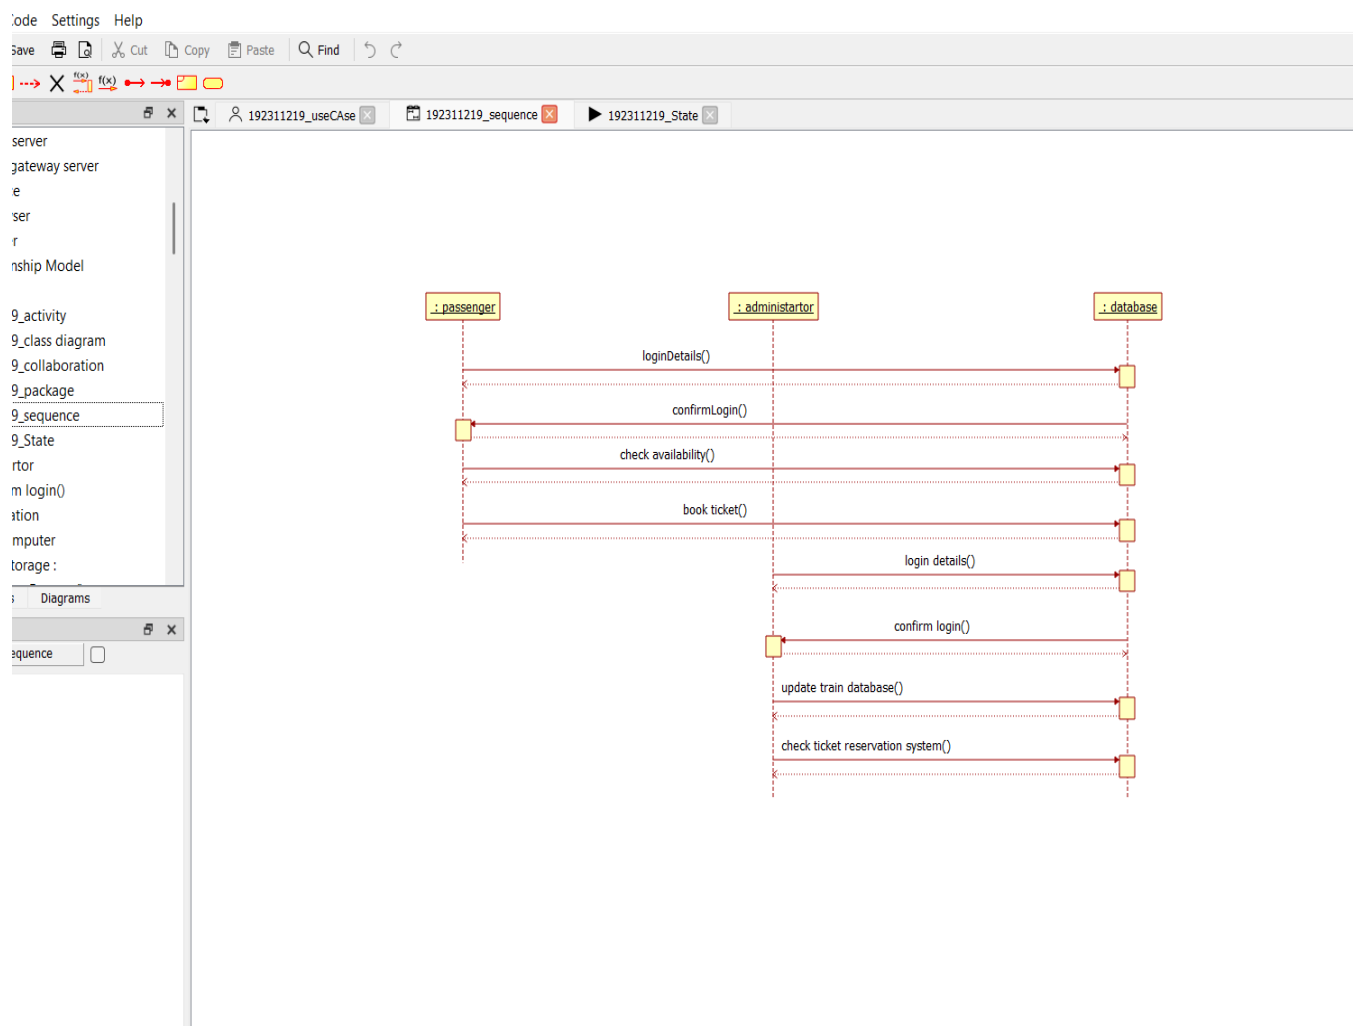 Code Settings Help
Save Cut Copy Paste Find
f(x) f(x)
192311219_useCAse 192311219_sequence 192311219_State
server
gateway server
nship Model
9_activity
9_class diagram
9_collaboration
9_package
9_sequence
9_State
rtor
m login()
ation
mputer
torage :
Diagrams
equence
: passenger : administartor : database
loginDetails()
confirmLogin()
check availability()
book ticket()
login details()
confirm login()
update train database()
check ticket reservation system()